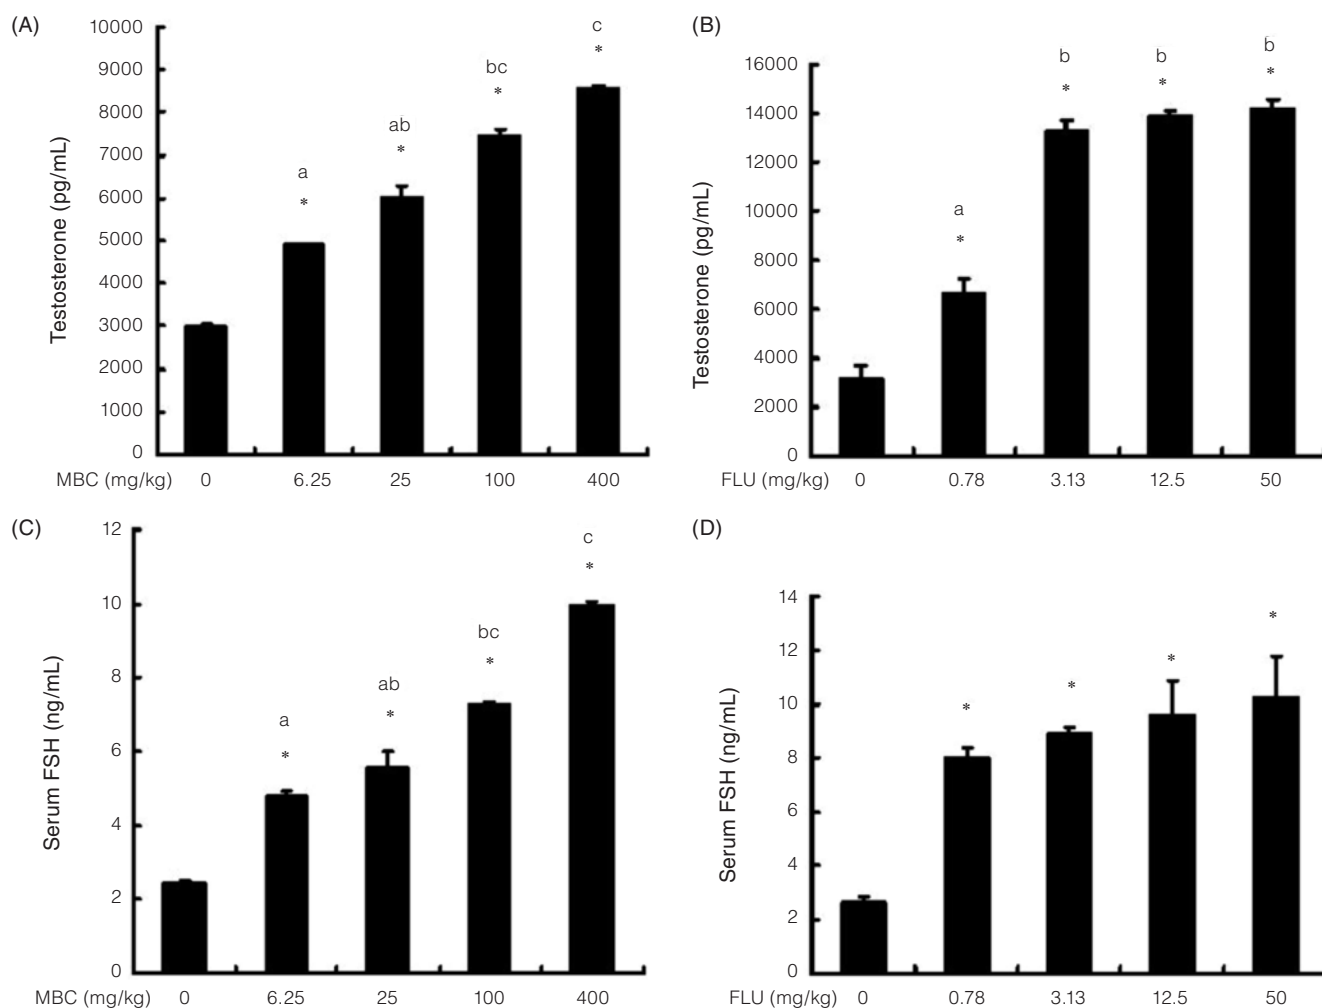 (A)
10000
9000
8000
7000
6000
5000
4000
3000
2000
1000
0
Testosterone (pg/mL)
a
*
ab
*
bc
*
c
*
MBC (mg/kg) 0 6.25 25 100 400
(B)
16000
14000
12000
10000
8000
6000
4000
2000
0
Testosterone (pg/mL)
a
*
b
*
b
*
b
*
FLU (mg/kg) 0 0.78 3.13 12.5 50
(C)
12
10
8
6
4
2
0
Serum FSH (ng/mL)
a
*
ab
*
bc
*
c
*
MBC (mg/kg) 0 6.25 25 100 400
(D)
14
12
10
8
6
4
2
0
Serum FSH (ng/mL)
*
*
*
*
FLU (mg/kg) 0 0.78 3.13 12.5 50